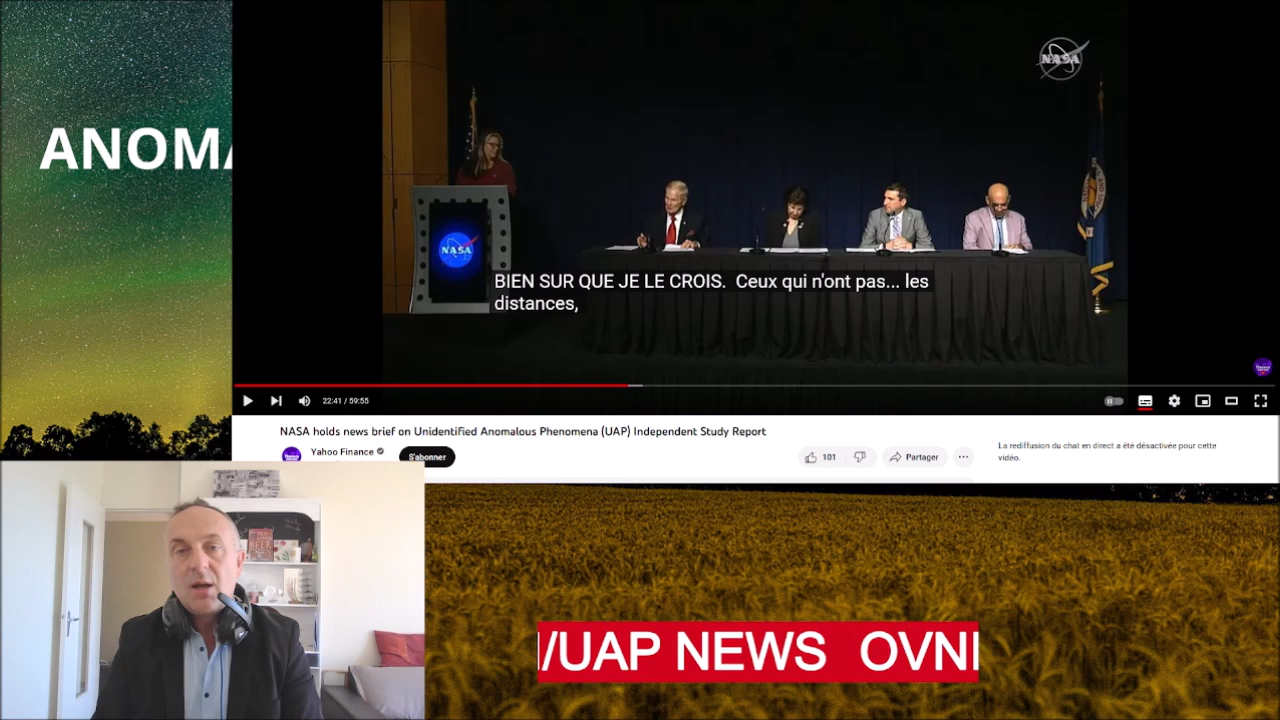 NASA
ANOMA
NASA
BIEN SUR QUE JE LE CROIS. Ceux qui n'ont pas... les
distances,
22:41 / 59:55
NASA holds news brief on Unidentified Anomalous Phenomena (UAP) Independent Study Report
Yahoo Finance
S'abonner
101
Partager
La rediffusion du chat en direct a été désactivée pour cette
vidéo.
/UAP NEWS OVNI